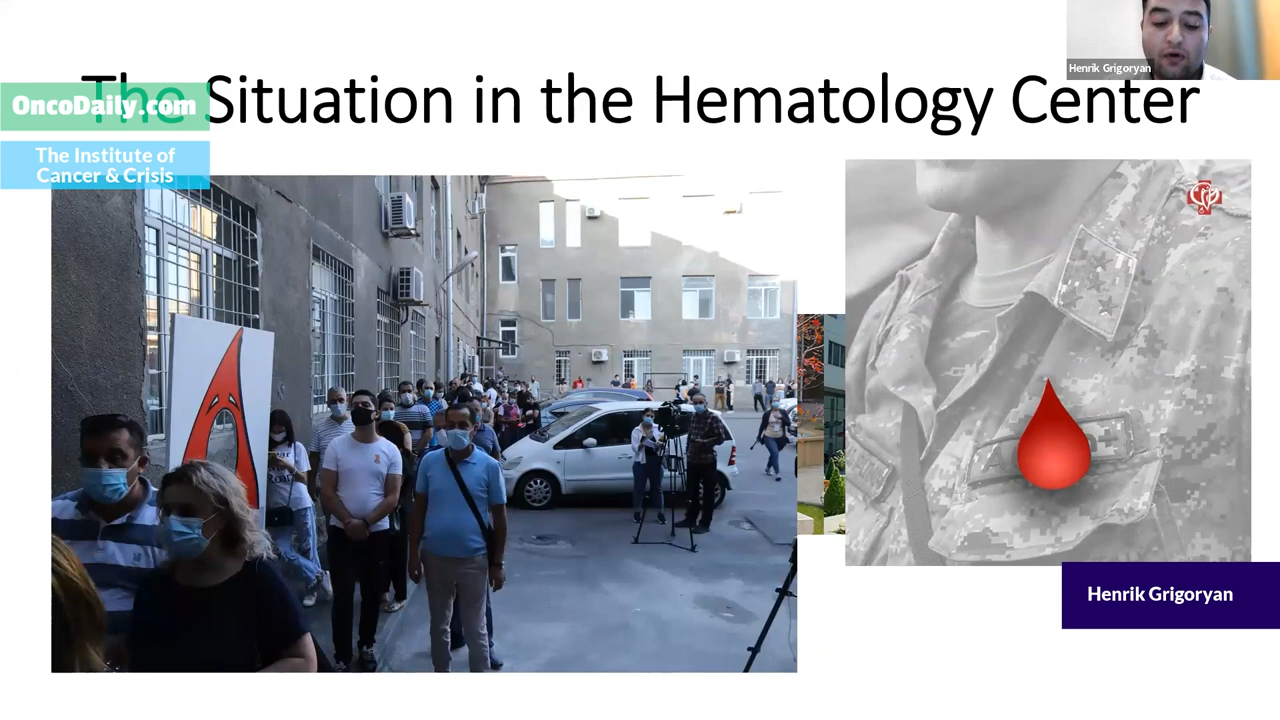 Henrik Grigoryan
The Situation in the Hematology Center
OncoDaily.com
The Institute of
Cancer & Crisis
Henrik Grigoryan